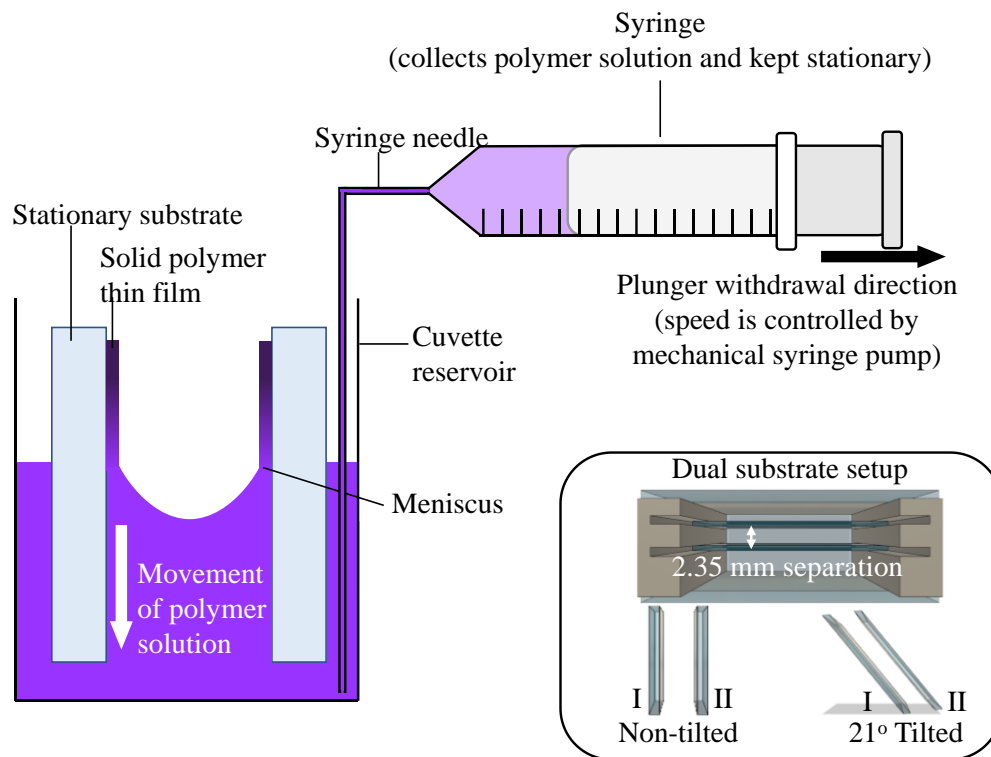 Syringe
(collects polymer solution and kept stationary)
Syringe needle
Stationary substrate
Solid polymer
thin film
Plunger withdrawal direction
(speed is controlled by
mechanical syringe pump)
Cuvette
reservoir
Meniscus
Movement
of polymer
solution
Dual substrate setup
2.35 mm separation
I II
Non-tilted
I II
21º Tilted